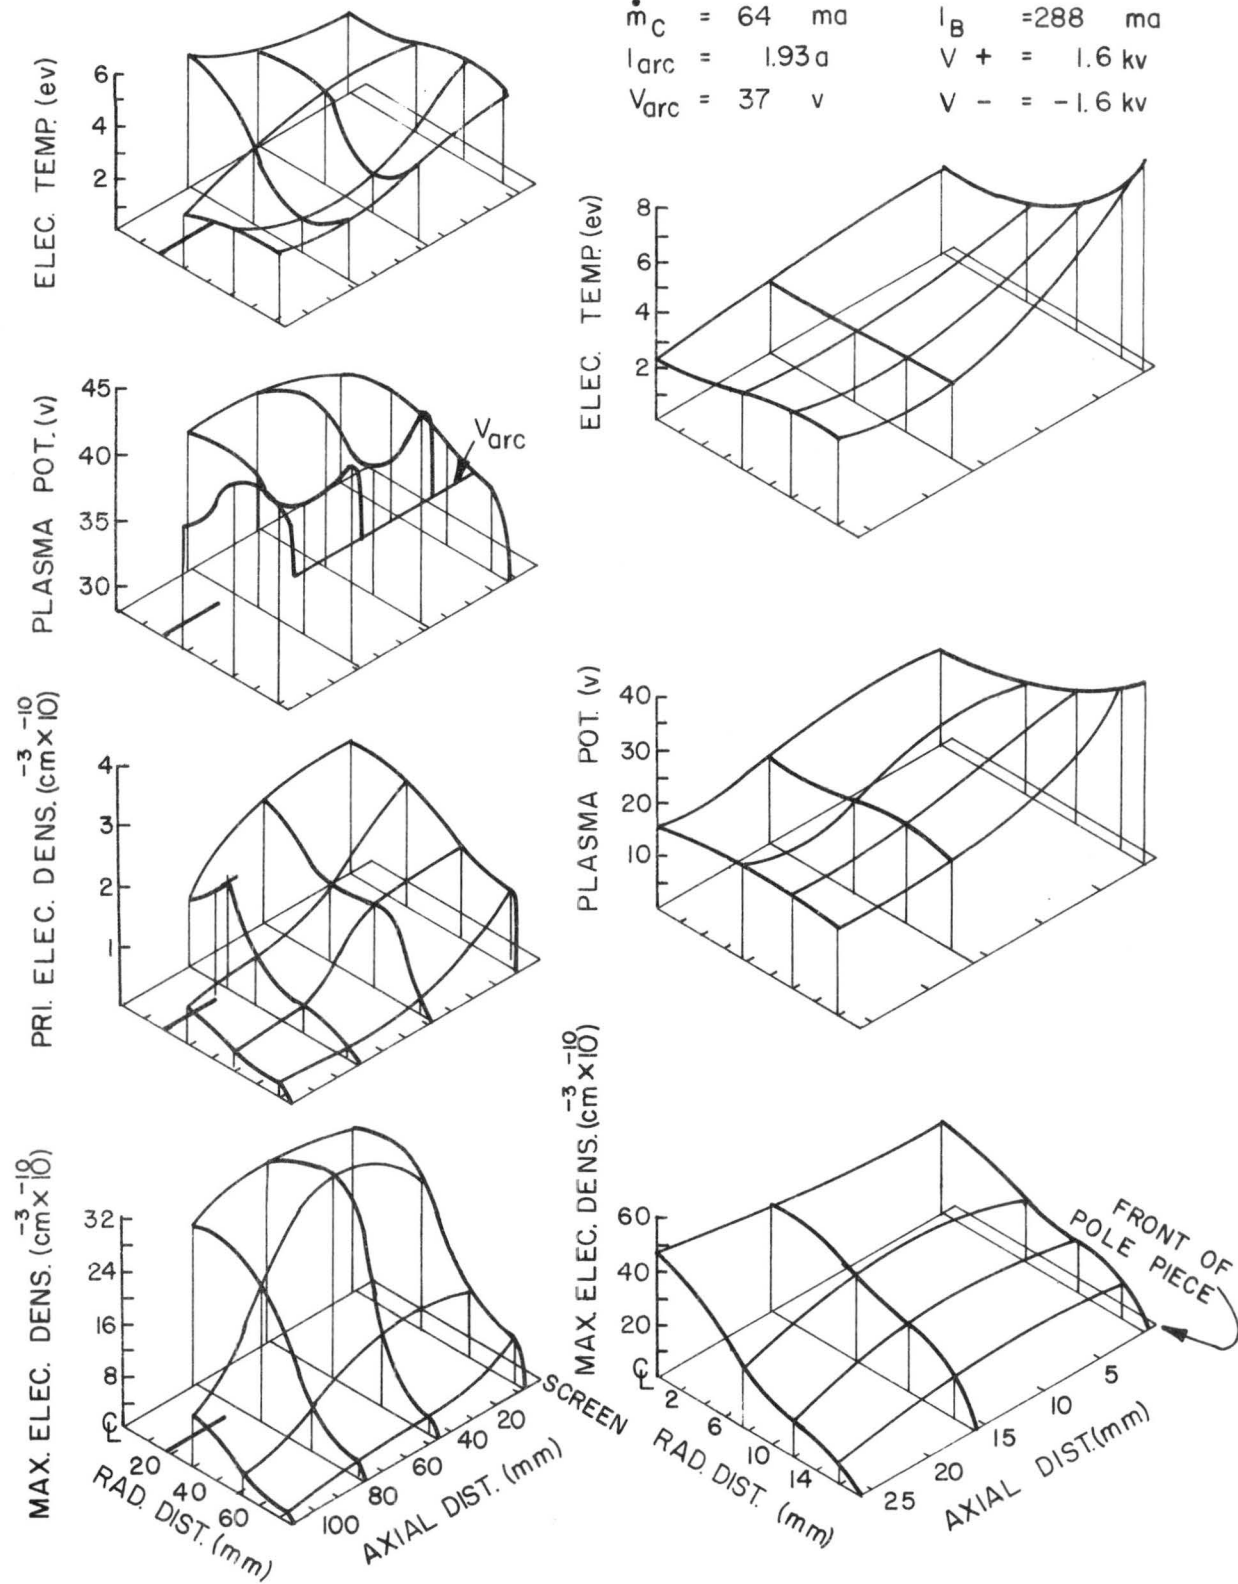 ṁC = 64 ma
IB =288 ma
Iarc = 1.93a
V + = 1.6 kv
Varc = 37 v
V - = -1.6 kv
ELEC. TEMP. (ev)
6
4
2
ELEC. TEMP. (ev)
8
6
4
2
PLASMA POT. (v)
45
40
35
30
Varc
PRI. ELEC. DENS. (cm⁻³ x 10⁻¹⁰)
4
3
2
1
PLASMA POT. (v)
40
30
20
10
MAX. ELEC. DENS. (cm⁻³ x 10⁻¹⁰)
32
24
16
8
℄
20
40
60
RAD. DIST. (mm)
100
80
60
40
20
SCREEN
AXIAL DIST. (mm)
MAX. ELEC. DENS. (cm⁻³ x 10⁻¹⁰)
60
40
20
℄
2
6
10
14
RAD. DIST. (mm)
25
20
15
10
5
AXIAL DIST.(mm)
FRONT OF
POLE PIECE